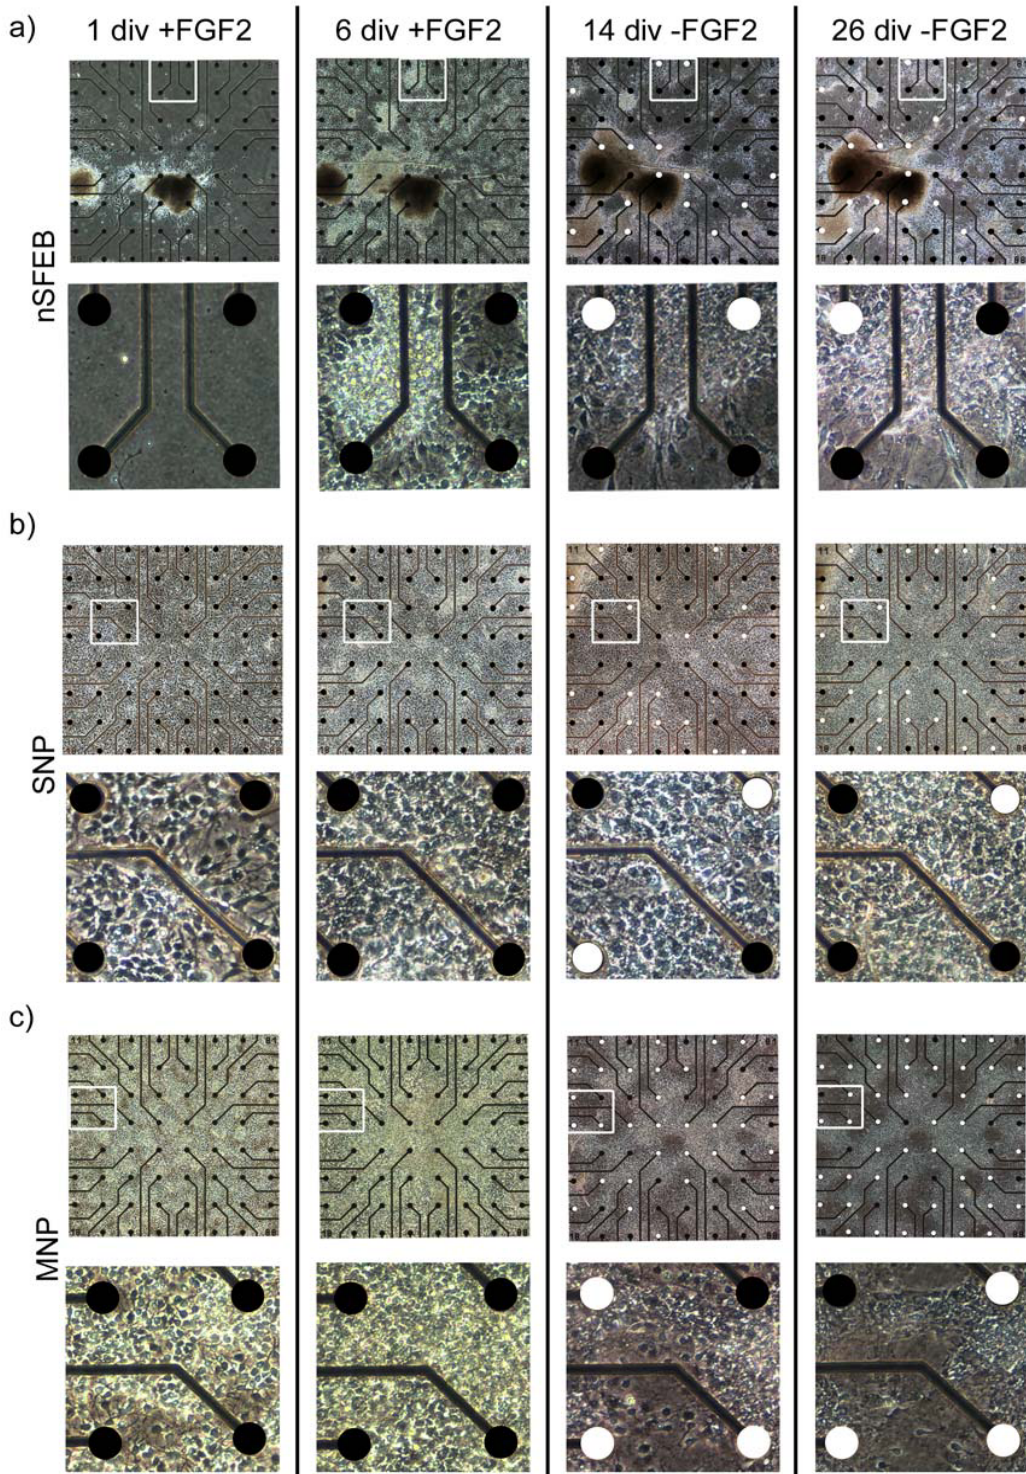 a)
1 div +FGF2
6 div +FGF2
14 div -FGF2
26 div -FGF2
nSFEB
b)
SNP
c)
MNP